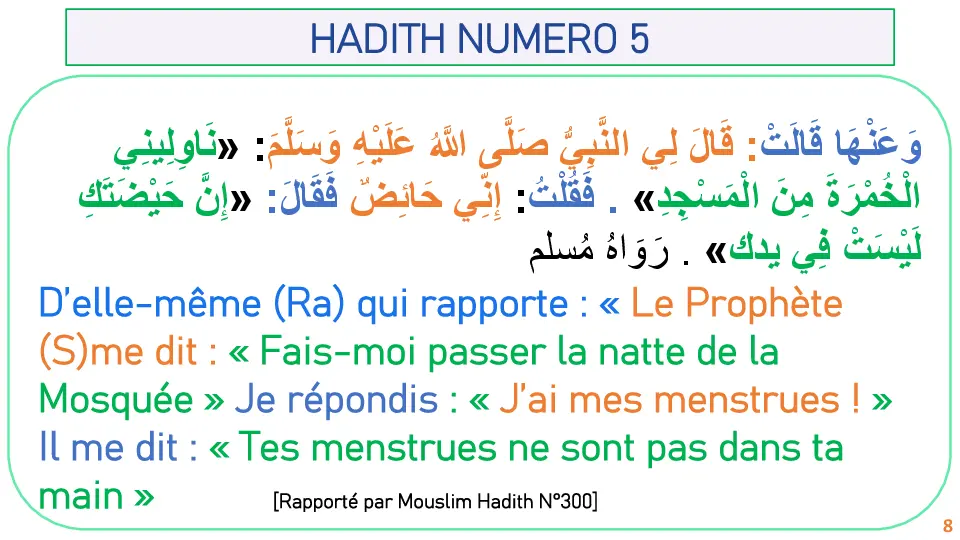 HADITH NUMERO 5
وَعَنْهَا قَالَتْ: قَالَ لِي النَّبِيُّ صَلَّى اللَّهُ عَلَيْهِ وَسَلَّمَ: «نَاوِلِينِي
الْخُمْرَةَ مِنَ الْمَسْجِدِ» . فَقُلْتُ: إِنِّي حَائِضٌ فَقَالَ: «إِنَّ حَيْضَتَكِ
لَيْسَتْ فِي يدك» . رَوَاهُ مُسلم
D'elle-même (Ra) qui rapporte : « Le Prophète
(S)me dit : « Fais-moi passer la natte de la
Mosquée » Je répondis : « J'ai mes menstrues ! »
Il me dit : « Tes menstrues ne sont pas dans ta
main » [Rapporté par Mouslim Hadith N°300]
8